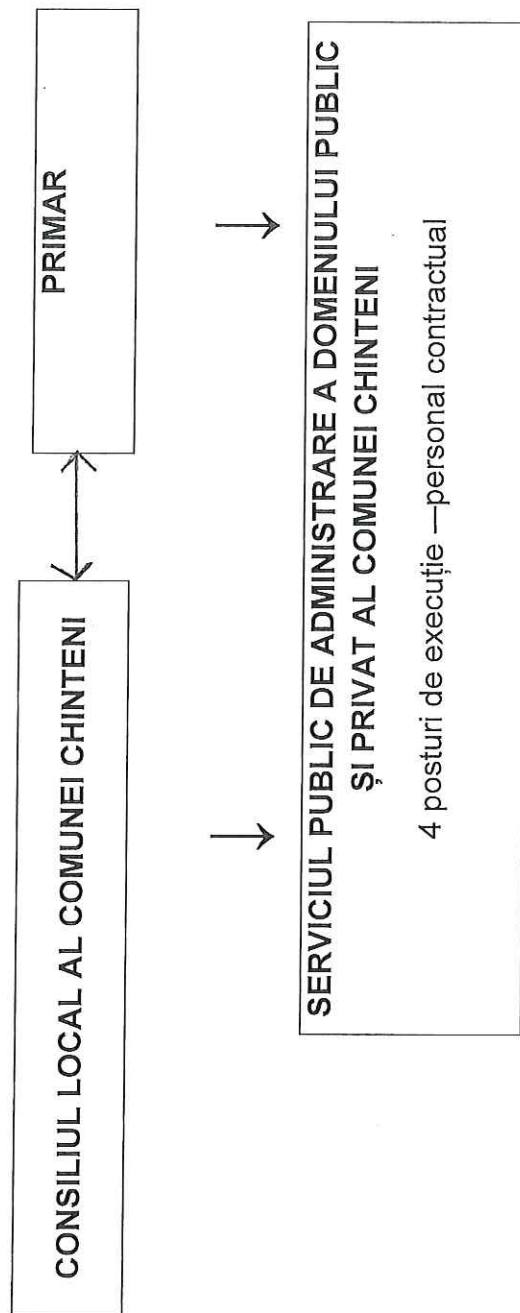 CONSILIUL LOCAL AL COMUNEI CHINTENI
PRIMAR
SERVICIUL PUBLIC DE ADMINISTRARE A DOMENIULUI PUBLIC
ȘI PRIVAT AL COMUNEI CHINTENI
4 posturi de execuție —personal contractual